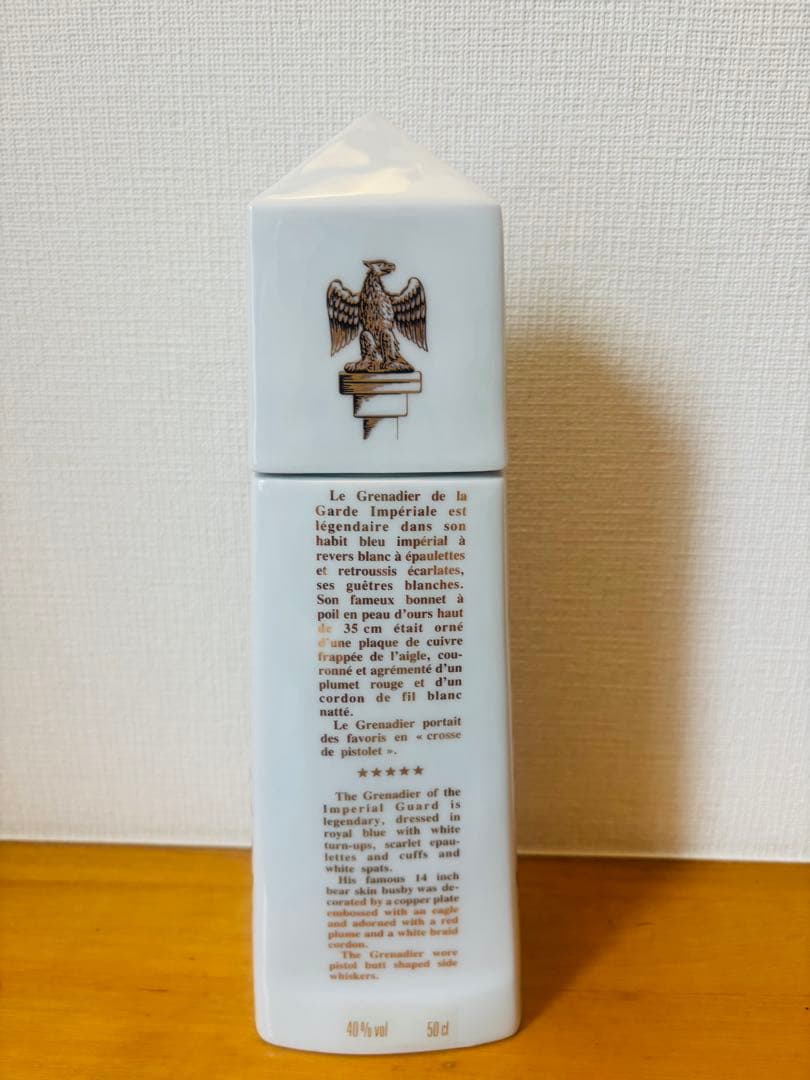 Le Grenadier de la
Garde Impériale est
légendaire dans son
habit bleu impérial à
revers blanc à épaulettes
et retroussis écarlates,
ses guêtres blanches.
Son fameux bonnet à
poil en peau d'ours haut
de 35 cm était orné
d'une plaque de cuivre
frappée de l'aigle, cou-
ronné et agrémenté d'un
plumet rouge et d'un
cordon de fil blanc
natté.
Le Grenadier portait
des favoris en « crosse
de pistolet ».
★★★★★
The Grenadier of the
Imperial Guard is
legendary, dressed in
royal blue with white
turn-ups, scarlet epau-
lettes and cuffs and
white spats.
His famous 14 inch
bear skin busby was de-
corated by a copper plate
embossed with an eagle
and adorned with a red
plume and a white braid
cordon.
The Grenadier wore
pistol butt shaped side
whiskers.
40 % vol 50 cl